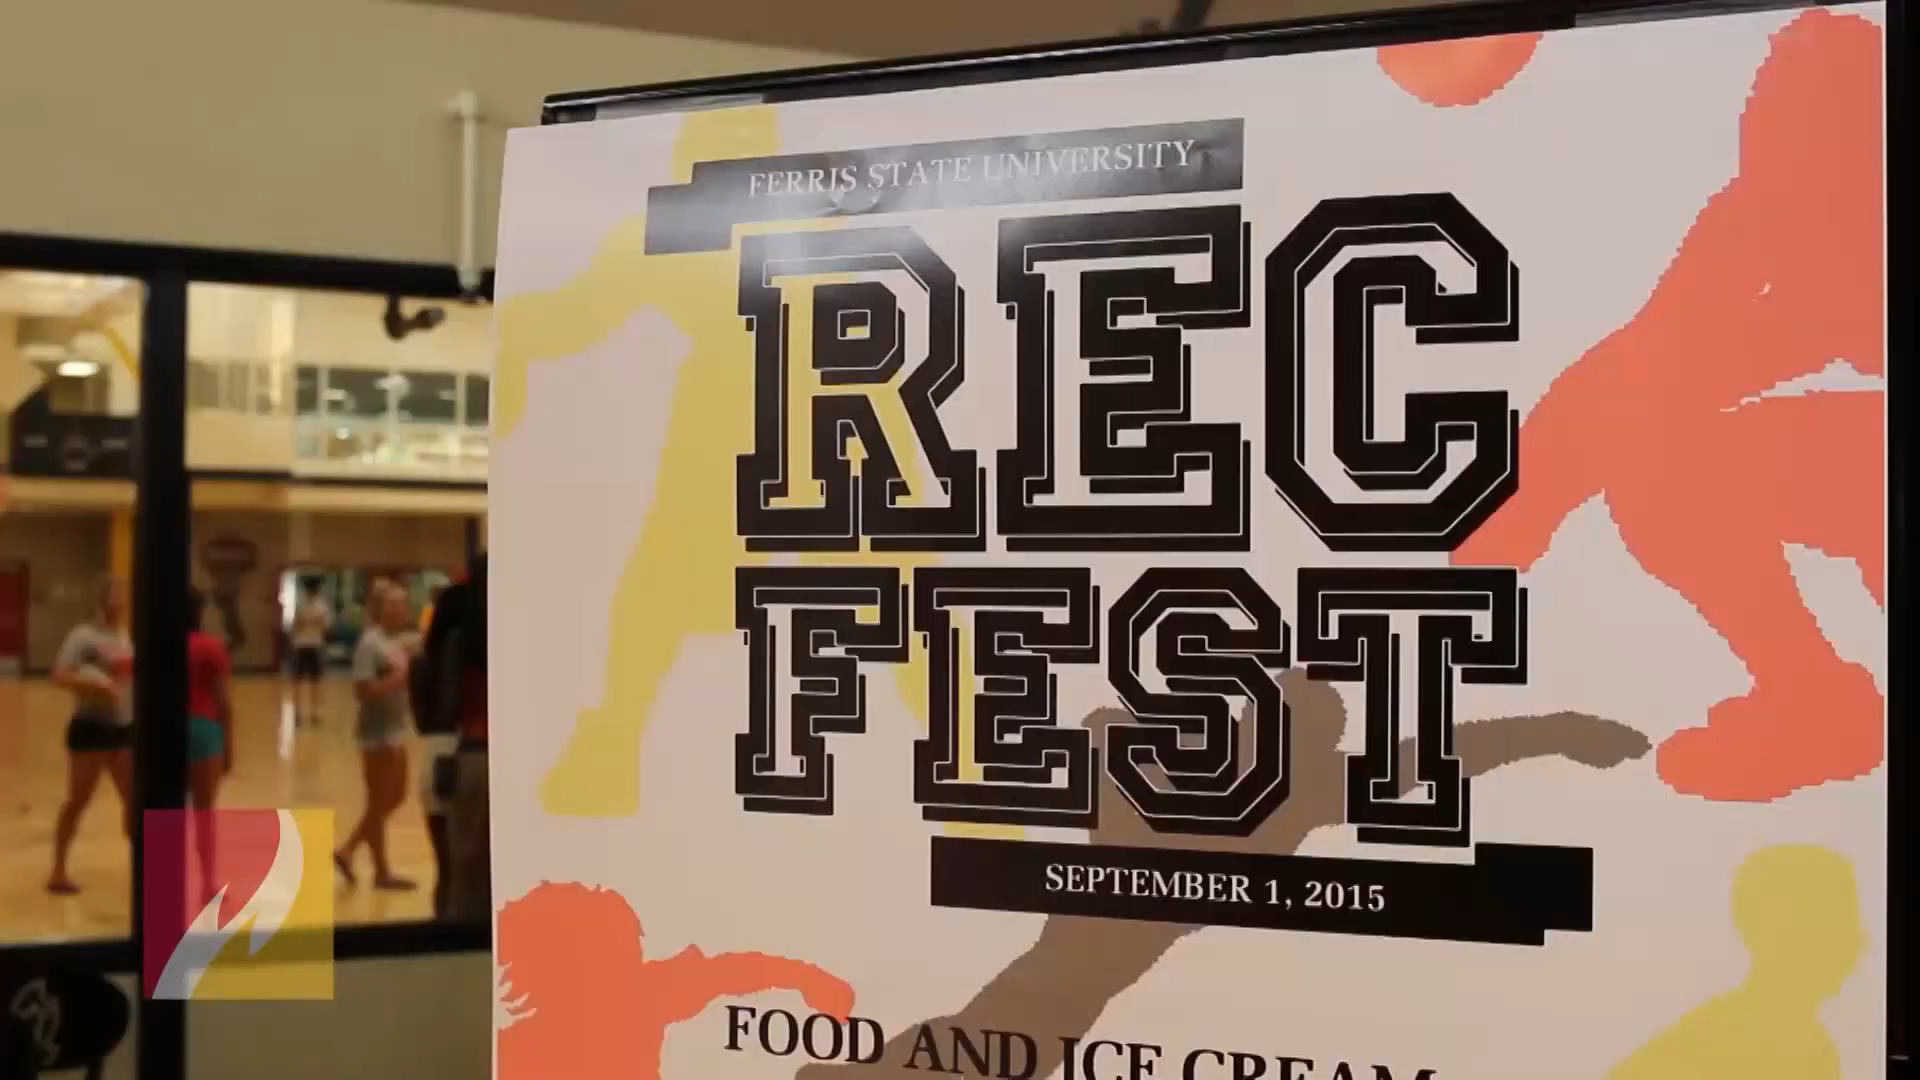 FERRIS STATE UNIVERSITY
REC
FEST
SEPTEMBER 1, 2015
FOOD AND ICE CREAM